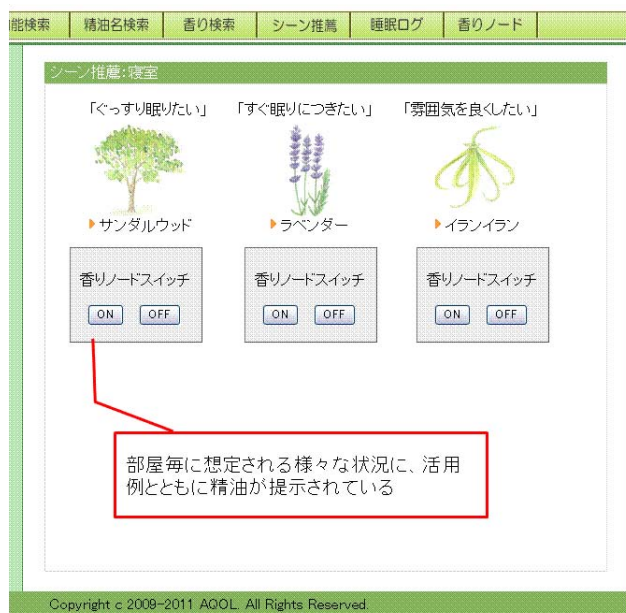 能検索 精油名検索 香り検索 シーン推薦 睡眠ログ 香りノード
シーン推薦:寝室
「ぐっすり眠りたい」 「すぐ眠りにつきたい」 「雰囲気を良くしたい」
サンダルウッド ラベンダー イランイラン
香りノードスイッチ 香りノードスイッチ 香りノードスイッチ
ON OFF ON OFF ON OFF
部屋毎に想定される様々な状況に、活用
例とともに精油が提示されている
Copyright c 2009-2011 AQOL. All Rights Reserved.